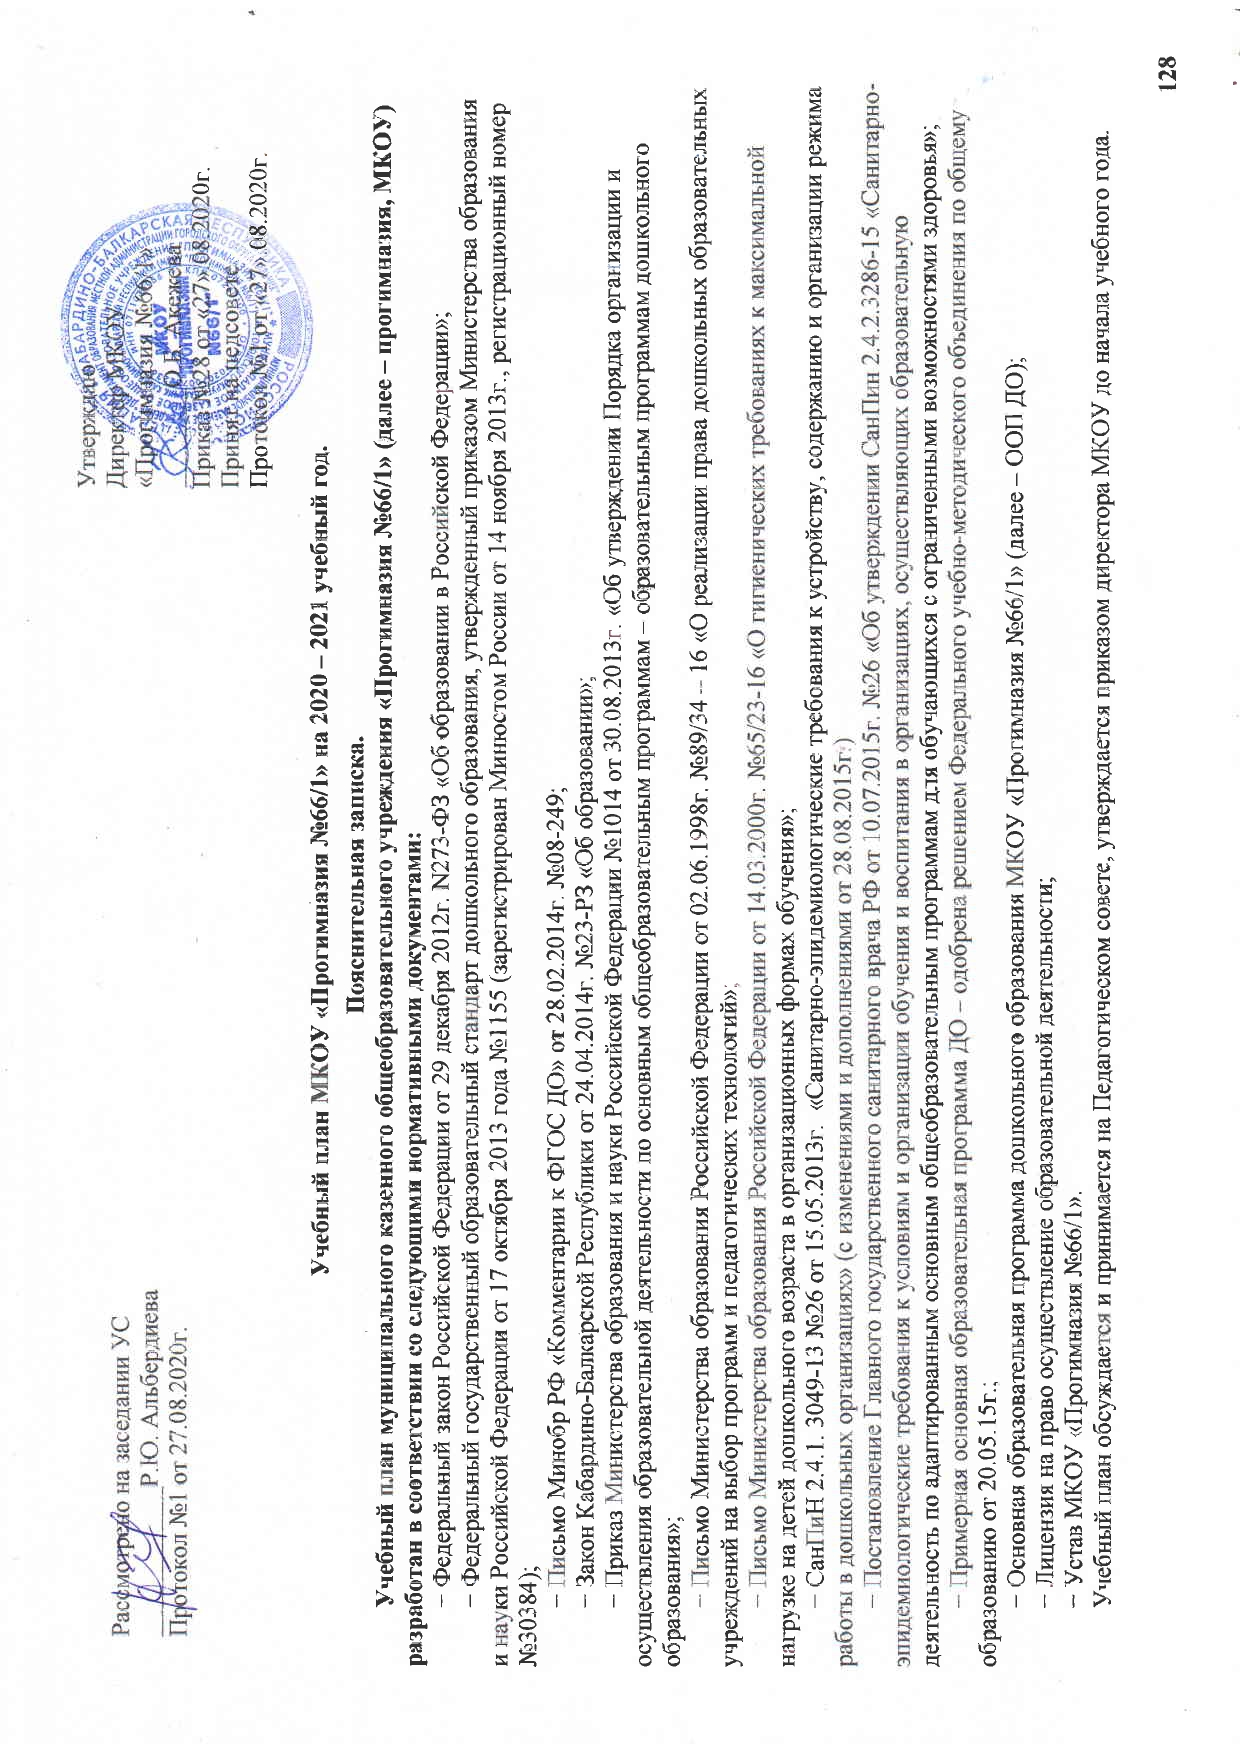 Рассмотрено на заседании УС
Р.Ю. Альбердиева
Протокол №1 от 27.08.2020г.
Утверждаю
Директор МКОУ
«Прогимназия №66/1»
О.Б. Акежева
Приказ №28 от «27» 08.2020г.
Принят на педсовете
Протокол №1 от «27» 08.2020г.
МКОУ
ПРОГИМНАЗИЯ
№66/1
Учебный план МКОУ «Прогимназия №66/1» на 2020 – 2021 учебный год.
Пояснительная записка.
Учебный план муниципального казенного общеобразовательного учреждения «Прогимназия №66/1» (далее – прогимназия, МКОУ)
разработан в соответствии со следующими нормативными документами:
– Федеральный закон Российской Федерации от 29 декабря 2012г. N273-ФЗ «Об образовании в Российской Федерации»;
– Федеральный государственный образовательный стандарт дошкольного образования, утвержденный приказом Министерства образования
и науки Российской Федерации от 17 октября 2013 года №1155 (зарегистрирован Минюстом России от 14 ноября 2013г., регистрационный номер
№30384);
– Письмо Минобр РФ «Комментарии к ФГОС ДО» от 28.02.2014г. №08-249;
– Закон Кабардино-Балкарской Республики от 24.04.2014г. №23-РЗ «Об образовании»;
– Приказ Министерства образования и науки Российской Федерации №1014 от 30.08.2013г. «Об утверждении Порядка организации и
осуществления образовательной деятельности по основным общеобразовательным программам – образовательным программам дошкольного
образования»;
– Письмо Министерства образования Российской Федерации от 02.06.1998г. №89/34 – 16 «О реализации права дошкольных образовательных
учреждений на выбор программ и педагогических технологий»;
– Письмо Министерства образования Российской Федерации от 14.03.2000г. №65/23-16 «О гигиенических требованиях к максимальной
нагрузке на детей дошкольного возраста в организационных формах обучения»;
– СанПиН 2.4.1. 3049-13 №26 от 15.05.2013г. «Санитарно-эпидемиологические требования к устройству, содержанию и организации режима
работы в дошкольных организациях» (с изменениями и дополнениями от 28.08.2015г.)
– Постановление Главного государственного санитарного врача РФ от 10.07.2015г. №26 «Об утверждении СанПин 2.4.2.3286-15 «Санитарно-
эпидемиологические требования к условиям и организации обучения и воспитания в организациях, осуществляющих образовательную
деятельность по адаптированным основным общеобразовательным программам для обучающихся с ограниченными возможностями здоровья»;
– Примерная основная образовательная программа ДО – одобрена решением Федерального учебно-методического объединения по общему
образованию от 20.05.15г.;
– Основная образовательная программа дошкольного образования МКОУ «Прогимназия №66/1» (далее – ООП ДО);
– Лицензия на право осуществление образовательной деятельности;
– Устав МКОУ «Прогимназия №66/1».
Учебный план обсуждается и принимается на Педагогическом совете, утверждается приказом директора МКОУ до начала учебного года.
128